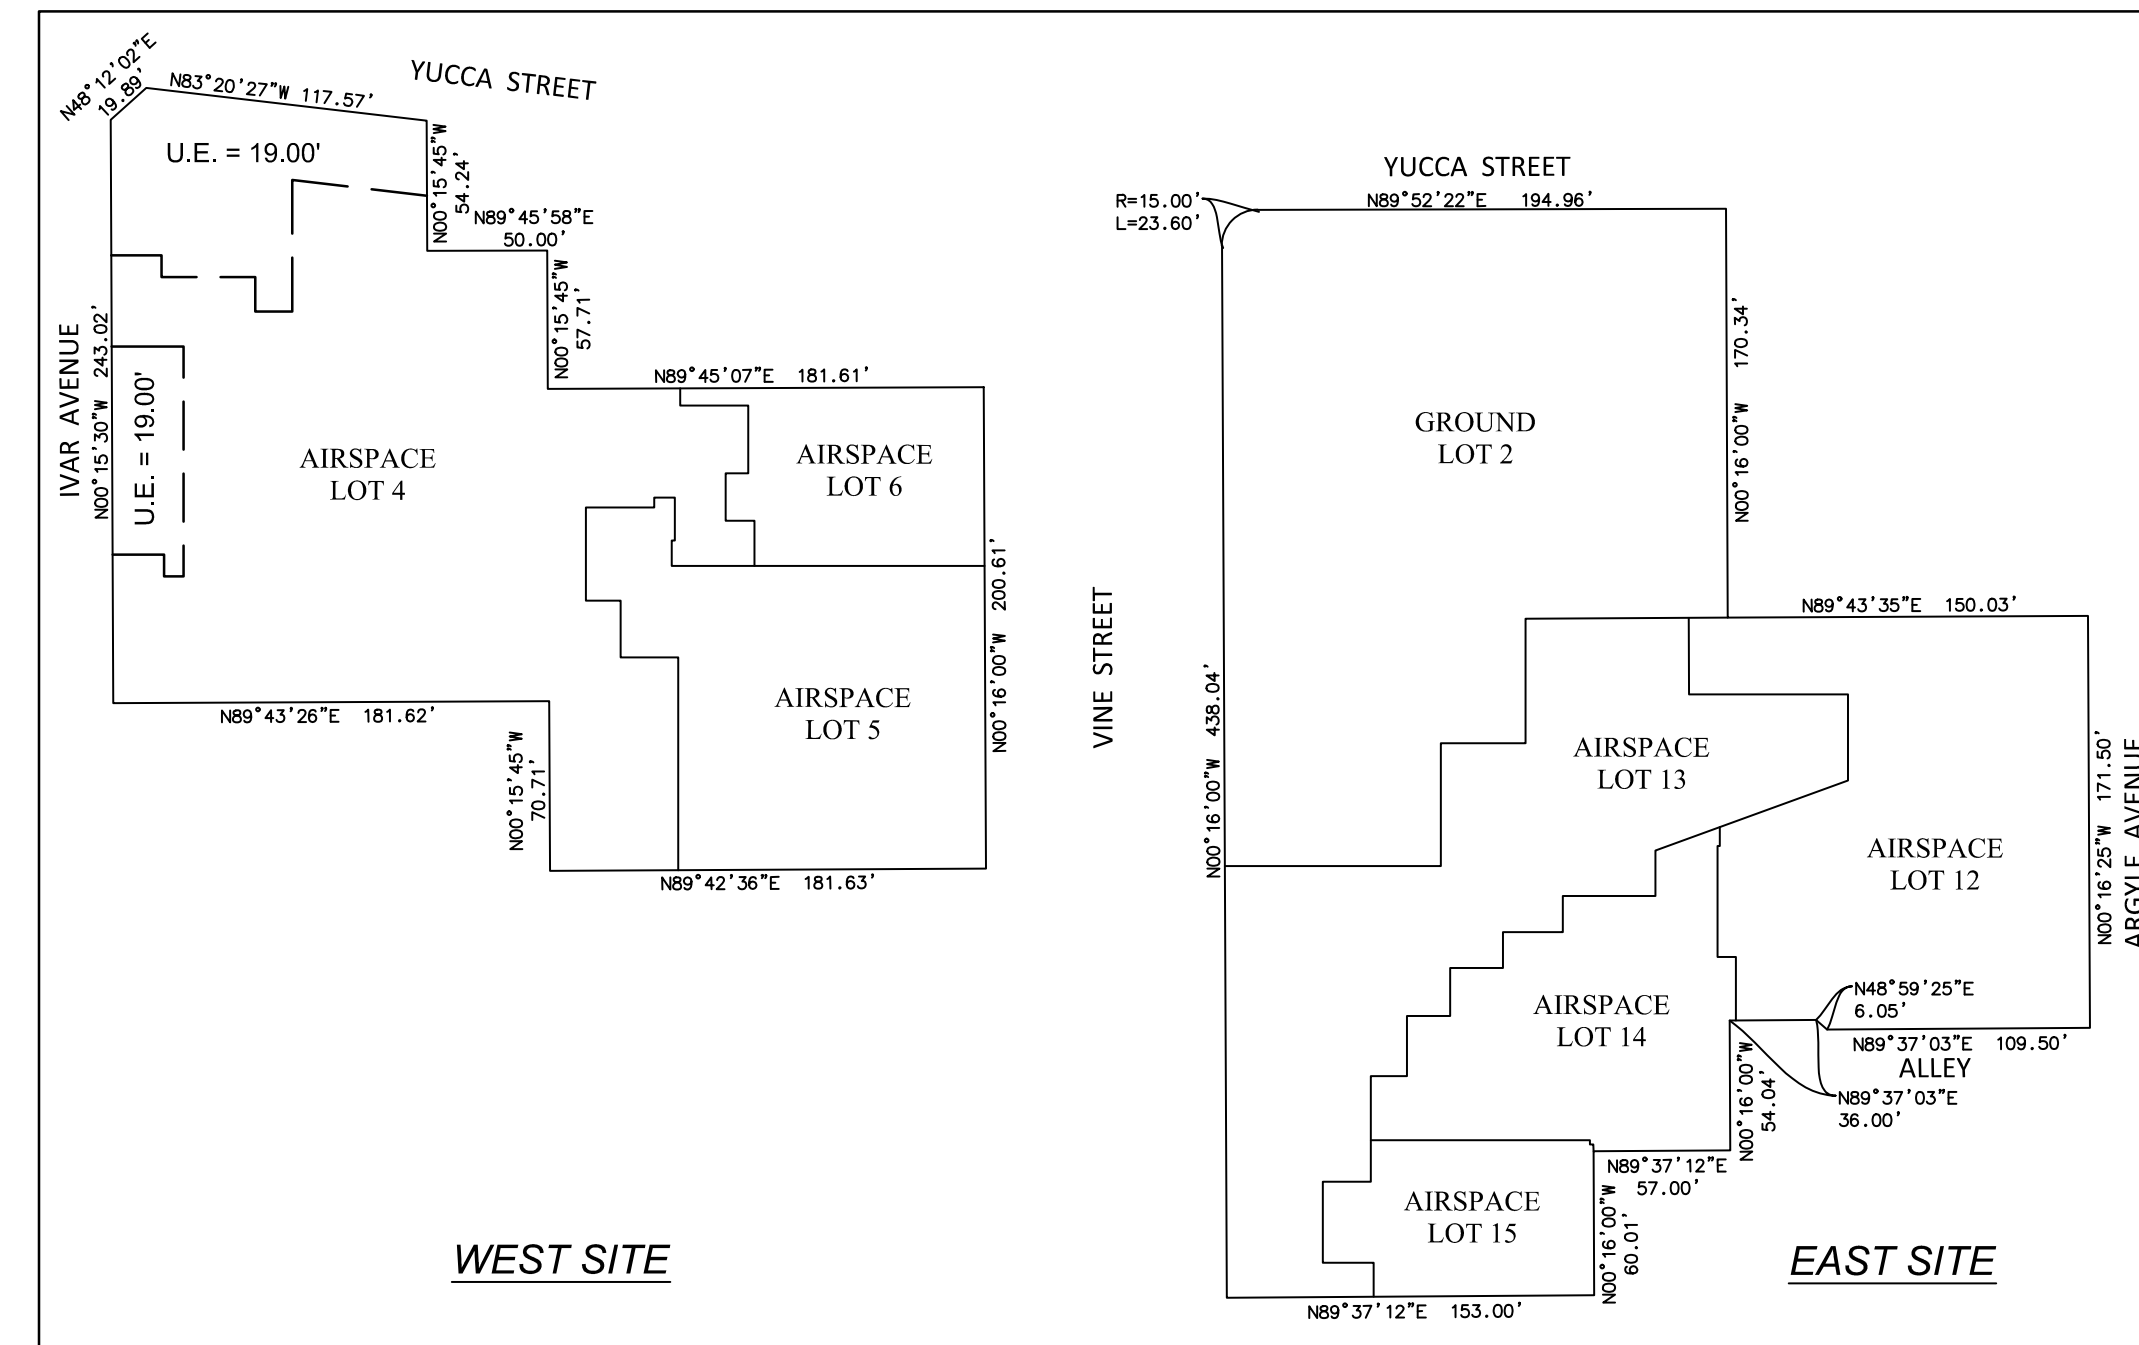 N48°12'02"E
19.89'
N83°20'27"W 117.57'
YUCCA STREET
U.E. = 19.00'
N00°15'45"W
54.24'
N89°45'58"E
50.00'
N00°15'45"W
57.71'
IVAR AVENUE
N00°15'30"W 243.02'
U.E. = 19.00'
N89°45'07"E 181.61'
AIRSPACE
LOT 4
AIRSPACE
LOT 6
N00°16'00"W 200.61'
AIRSPACE
LOT 5
N89°43'26"E 181.62'
N00°15'45"W
70.71'
N89°42'36"E 181.63'
WEST SITE
YUCCA STREET
R=15.00'
L=23.60'
N89°52'22"E 194.96'
N00°16'00"W 170.34'
GROUND
LOT 2
VINE STREET
N00°16'00"W 438.04'
N89°43'35"E 150.03'
AIRSPACE
LOT 13
N00°16'25"W 171.50'
ARGYLE AVENUE
AIRSPACE
LOT 12
AIRSPACE
LOT 14
N48°59'25"E
6.05'
N89°37'03"E 109.50'
ALLEY
N89°37'03"E
36.00'
N00°16'00"W
54.04'
N89°37'12"E
57.00'
N00°16'00"W
60.01'
AIRSPACE
LOT 15
N89°37'12"E 153.00'
EAST SITE